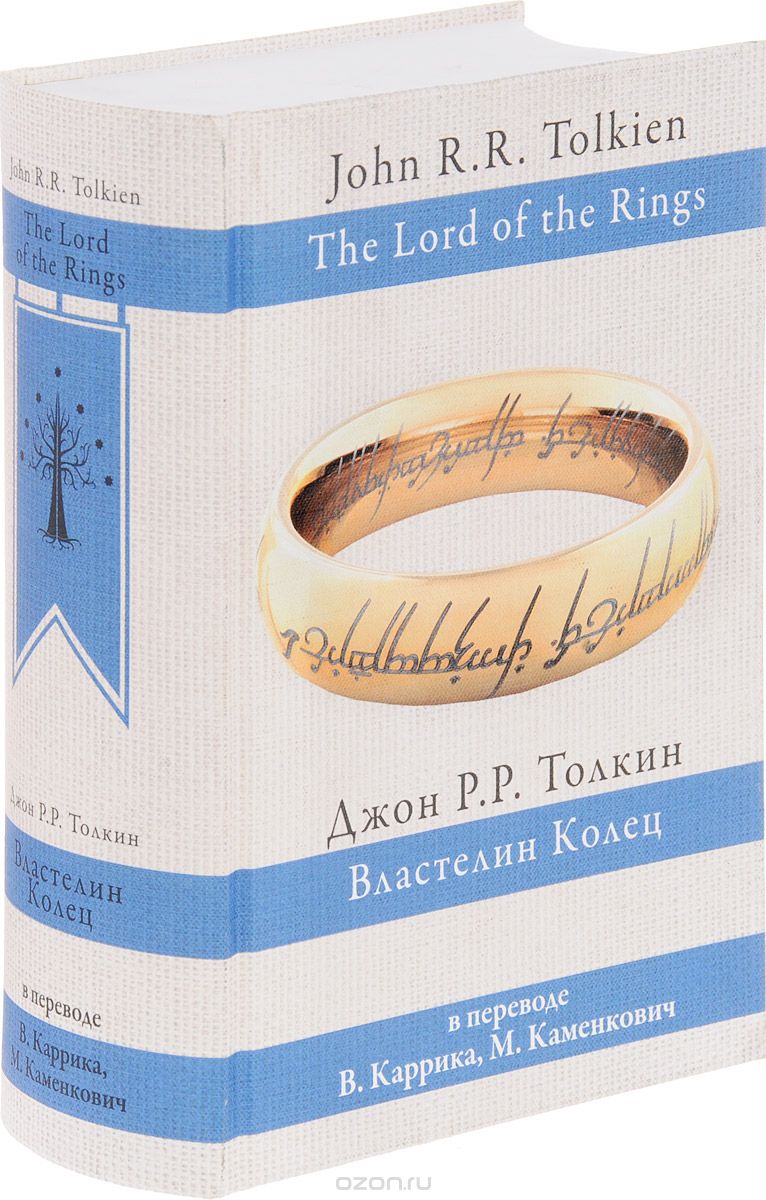 John R.R. Tolkien
The Lord
of the Rings
Джон Р.Р. Толкин
Властелин
Колец
в переводе
В. Каррика,
М. Каменкович
John R.R. Tolkien
The Lord of the Rings
Джон Р.Р. Толкин
Властелин Колец
в переводе
В. Каррика, М. Каменкович
ozon.ru